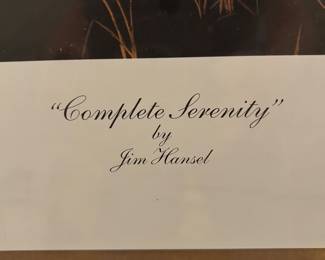 "Complete Serenity"
by
Jim Hansel